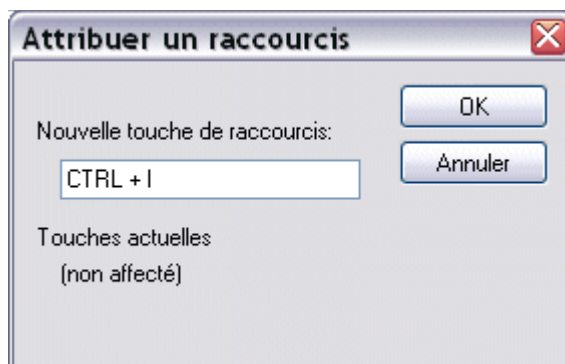 Attribuer un raccourcis
OK
Nouvelle touche de raccourcis:
Annuler
CTRL + I
Touches actuelles
(non affecté)